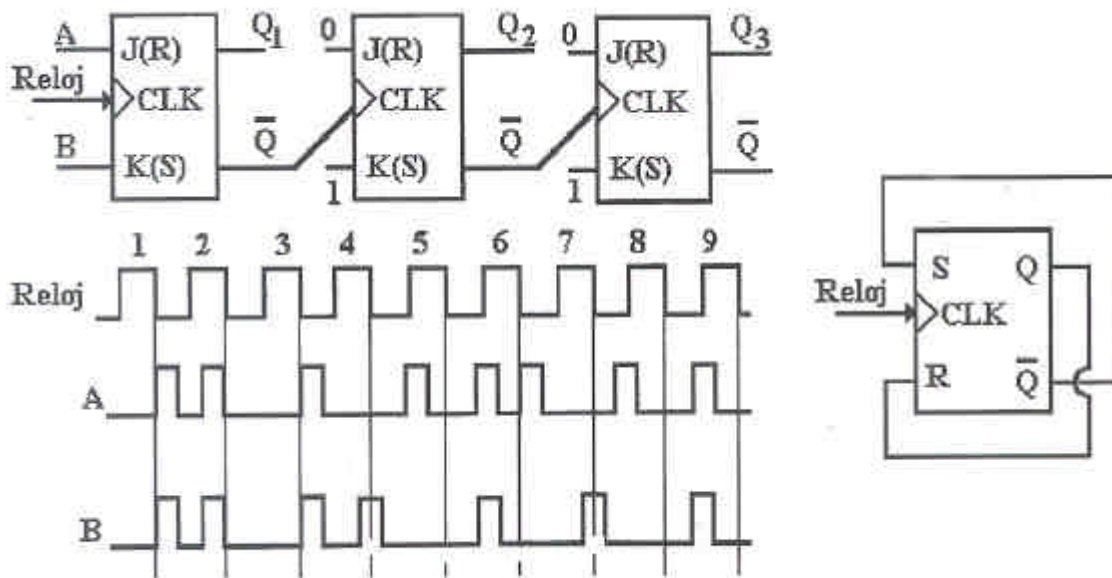 A J(R) Q1 0 J(R) Q2 0 J(R) Q3
Reloj CLK CLK CLK
B K(S) Q̅ 1 K(S) Q̅ 1 K(S) Q̅
1 2 3 4 5 6 7 8 9
Reloj
A
B
S Q
Reloj CLK
R Q̅